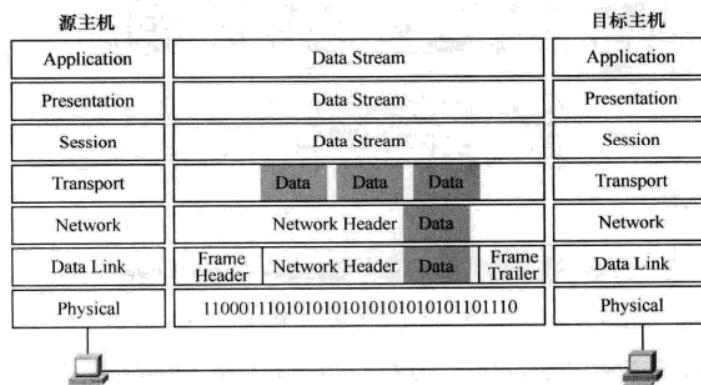 源主机
目标主机
Application
Data Stream
Application
Presentation
Data Stream
Presentation
Session
Data Stream
Session
Transport
Data
Data
Data
Transport
Network
Network Header
Data
Network
Data Link
Frame
Header
Network Header
Data
Frame
Trailer
Data Link
Physical
1100011101010101010101010101101110
Physical